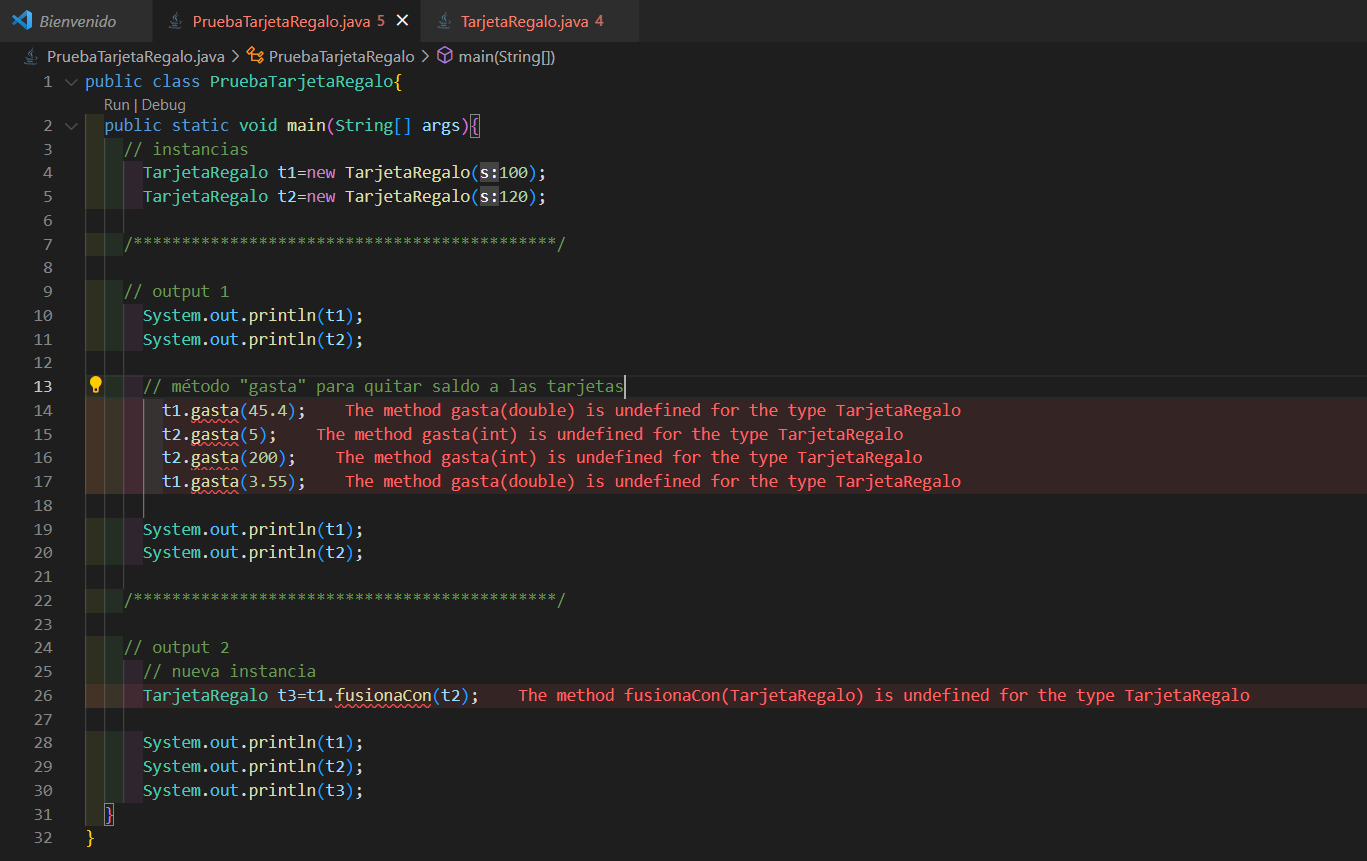 Bienvenido PruebaTarjetaRegalo.java 5 TarjetaRegalo.java 4
PruebaTarjetaRegalo.java > PruebaTarjetaRegalo > main(String[])
1 public class PruebaTarjetaRegalo{
Run | Debug
2 public static void main(String[] args){
3 // instancias
4 TarjetaRegalo t1=new TarjetaRegalo(s:100);
5 TarjetaRegalo t2=new TarjetaRegalo(s:120);
6
7 /********************************************/
8
9 // output 1
10 System.out.println(t1);
11 System.out.println(t2);
12
13 // método "gasta" para quitar saldo a las tarjetas
14 t1.gasta(45.4); The method gasta(double) is undefined for the type TarjetaRegalo
15 t2.gasta(5); The method gasta(int) is undefined for the type TarjetaRegalo
16 t2.gasta(200); The method gasta(int) is undefined for the type TarjetaRegalo
17 t1.gasta(3.55); The method gasta(double) is undefined for the type TarjetaRegalo
18
19 System.out.println(t1);
20 System.out.println(t2);
21
22 /********************************************/
23
24 // output 2
25 // nueva instancia
26 TarjetaRegalo t3=t1.fusionaCon(t2); The method fusionaCon(TarjetaRegalo) is undefined for the type TarjetaRegalo
27
28 System.out.println(t1);
29 System.out.println(t2);
30 System.out.println(t3);
31 }
32 }